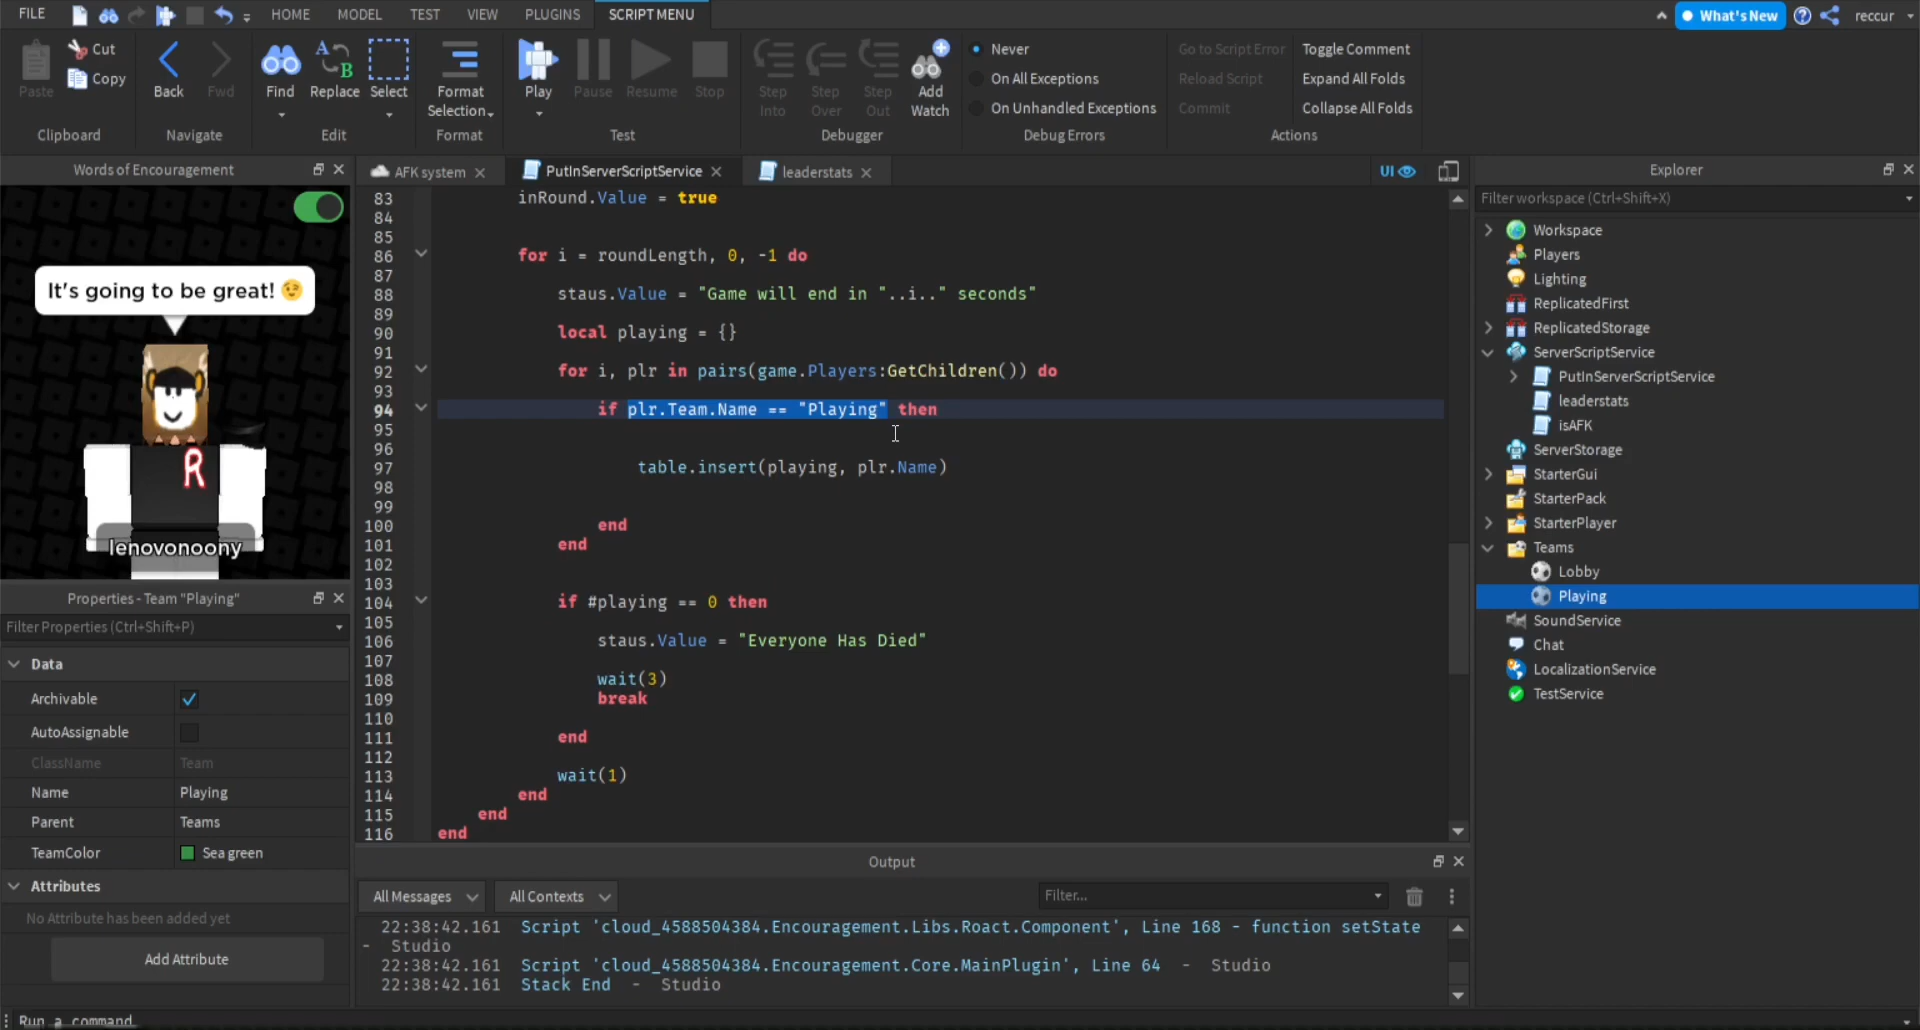 FILE HOME MODEL TEST VIEW PLUGINS SCRIPT MENU What's New reccur
Paste Cut Copy Back Fwd Find Replace Select Format Selection Play Pause Resume Stop Step Into Step Over Step Out Add Watch Never On All Exceptions On Unhandled Exceptions Go to Script Error Reload Script Commit Toggle Comment Expand All Folds Collapse All Folds
Clipboard Navigate Edit Format Test Debugger Debug Errors Actions
Words of Encouragement
It's going to be great! 😉
R
lenovonoony
Properties - Team "Playing"
Filter Properties (Ctrl+Shift+P)
Data
Archivable
AutoAssignable
ClassName Team
Name Playing
Parent Teams
TeamColor Sea green
Attributes
No Attribute has been added yet
Add Attribute
AFK system PutInServerScriptService leaderstats UI
83 inRound.Value = true
84
85
86 for i = roundLength, 0, -1 do
87
88 staus.Value = "Game will end in "..i.." seconds"
89
90 local playing = {}
91
92 for i, plr in pairs(game.Players:GetChildren()) do
93
94 if plr.Team.Name == "Playing" then
95
96
97 table.insert(playing, plr.Name)
98
99
100 end
101 end
102
103
104 if #playing == 0 then
105
106 staus.Value = "Everyone Has Died"
107
108 wait(3)
109 break
110
111 end
112
113 wait(1)
114 end
115 end
116 end
Output
All Messages All Contexts Filter...
22:38:42.161 Script 'cloud_4588504384.Encouragement.Libs.Roact.Component', Line 168 - function setState
- Studio
22:38:42.161 Script 'cloud_4588504384.Encouragement.Core.MainPlugin', Line 64 - Studio
22:38:42.161 Stack End - Studio
Explorer
Filter workspace (Ctrl+Shift+X)
Workspace
Players
Lighting
ReplicatedFirst
ReplicatedStorage
ServerScriptService
PutInServerScriptService
leaderstats
isAFK
ServerStorage
StarterGui
StarterPack
StarterPlayer
Teams
Lobby
Playing
SoundService
Chat
LocalizationService
TestService
Run a command